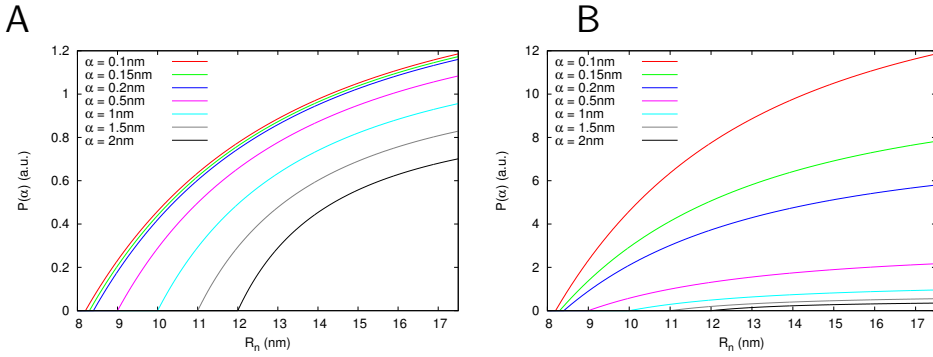 A
P(α) (a.u.)
1.2
1
0.8
0.6
0.4
0.2
0
α = 0.1nm
α = 0.15nm
α = 0.2nm
α = 0.5nm
α = 1nm
α = 1.5nm
α = 2nm
8 9 10 11 12 13 14 15 16 17
Rn (nm)
B
P(α) (a.u.)
12
10
8
6
4
2
0
α = 0.1nm
α = 0.15nm
α = 0.2nm
α = 0.5nm
α = 1nm
α = 1.5nm
α = 2nm
8 9 10 11 12 13 14 15 16 17
Rn (nm)